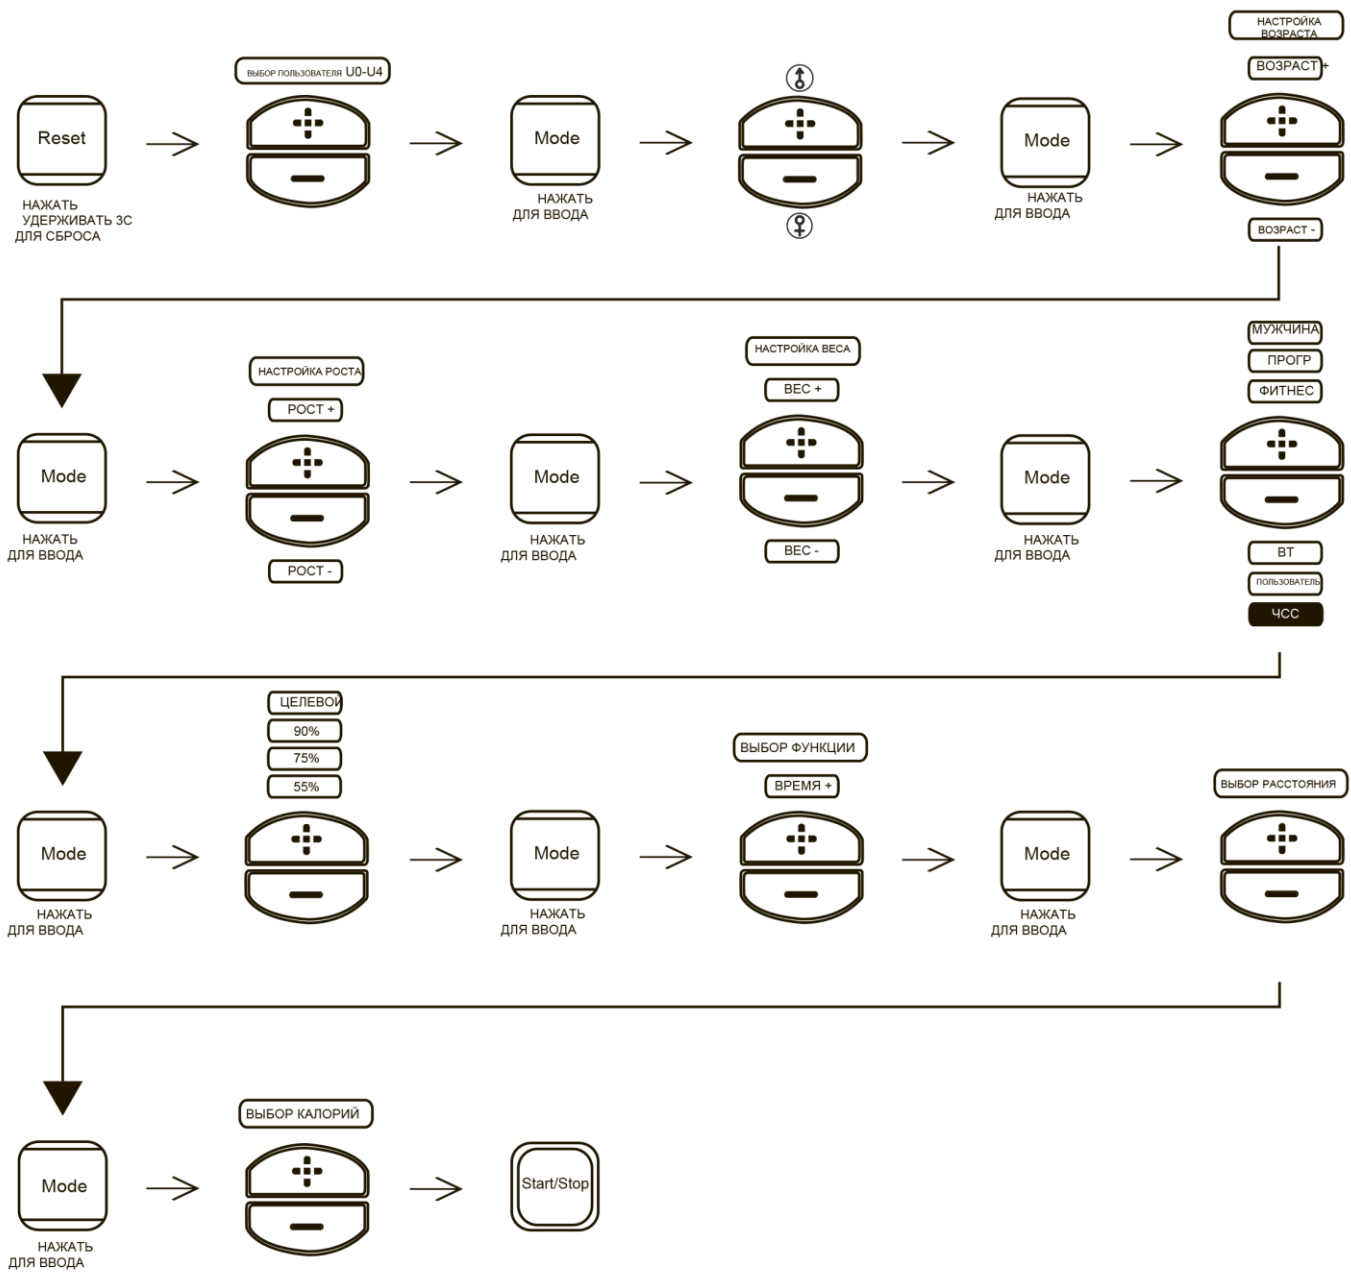 НАСТРОЙКА
ВОЗРАСТА
ВЫБОР ПОЛЬЗОВАТЕЛЯ U0-U4
ВОЗРАСТ +
Reset
Mode
Mode
НАЖАТЬ
УДЕРЖИВАТЬ 3С
ДЛЯ СБРОСА
НАЖАТЬ
ДЛЯ ВВОДА
НАЖАТЬ
ДЛЯ ВВОДА
ВОЗРАСТ -
НАСТРОЙКА РОСТА
РОСТ +
НАСТРОЙКА ВЕСА
ВЕС +
МУЖЧИНА
ПРОГР
ФИТНЕС
Mode
Mode
Mode
НАЖАТЬ
ДЛЯ ВВОДА
РОСТ -
НАЖАТЬ
ДЛЯ ВВОДА
ВЕС -
НАЖАТЬ
ДЛЯ ВВОДА
ВТ
ПОЛЬЗОВАТЕЛЬ
ЧСС
ЦЕЛЕВОЙ
90%
75%
55%
ВЫБОР ФУНКЦИИ
ВРЕМЯ +
ВЫБОР РАССТОЯНИЯ
Mode
Mode
Mode
НАЖАТЬ
ДЛЯ ВВОДА
НАЖАТЬ
ДЛЯ ВВОДА
НАЖАТЬ
ДЛЯ ВВОДА
ВЫБОР КАЛОРИЙ
Mode
Start/Stop
НАЖАТЬ
ДЛЯ ВВОДА